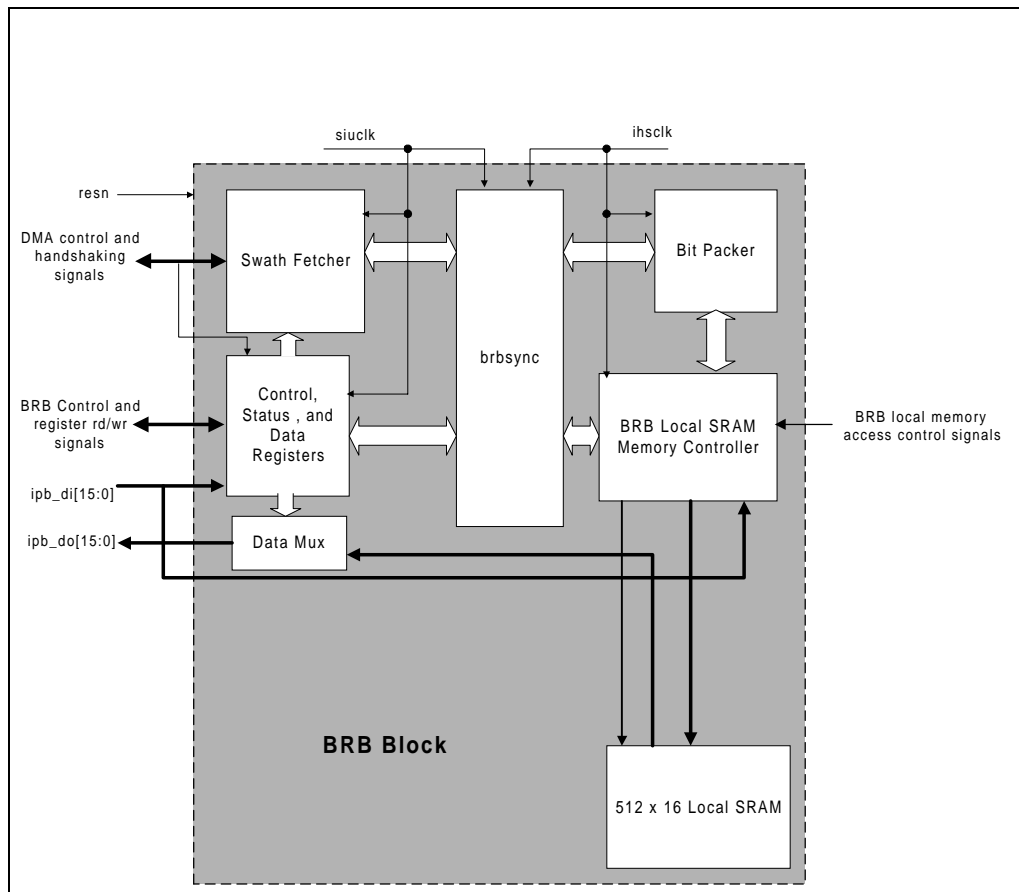 siuclk
ihsclk
resn
DMA control and
handshaking
signals
Swath Fetcher
Bit Packer
brbsync
Control,
Status , and
Data
Registers
BRB Control and
register rd/wr
signals
BRB Local SRAM
Memory Controller
BRB local memory
access control signals
ipb_di[15:0]
ipb_do[15:0]
Data Mux
BRB Block
512 x 16 Local SRAM